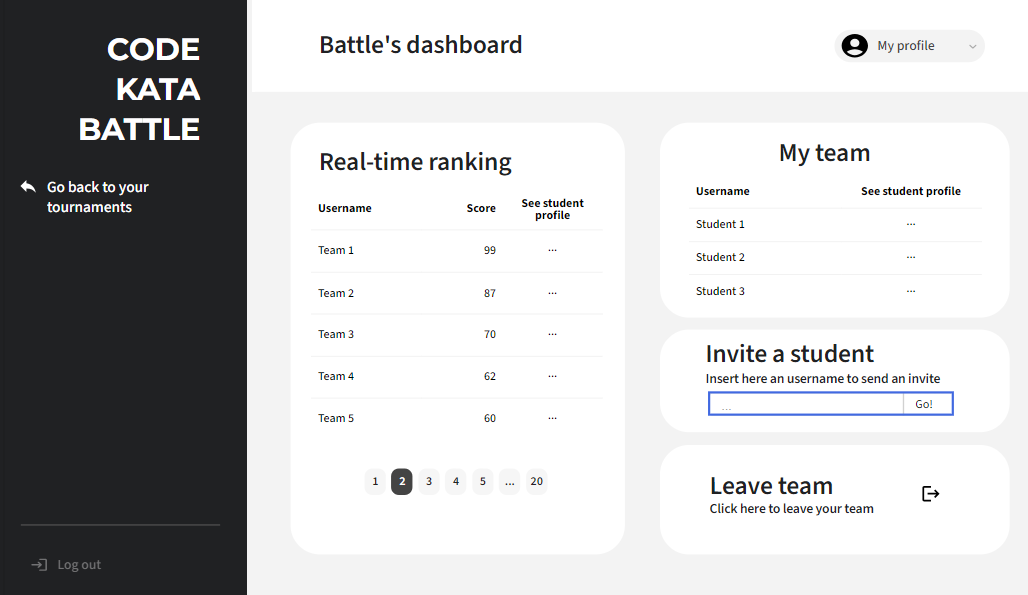 CODE
KATA
BATTLE
Go back to your
tournaments
Log out
Battle's dashboard
My profile
Real-time ranking
Username Score See student
profile
Team 1 99 ...
Team 2 87 ...
Team 3 70 ...
Team 4 62 ...
Team 5 60 ...
1 2 3 4 5 ... 20
My team
Username See student profile
Student 1 ...
Student 2 ...
Student 3 ...
Invite a student
Insert here an username to send an invite
... Go!
Leave team
Click here to leave your team